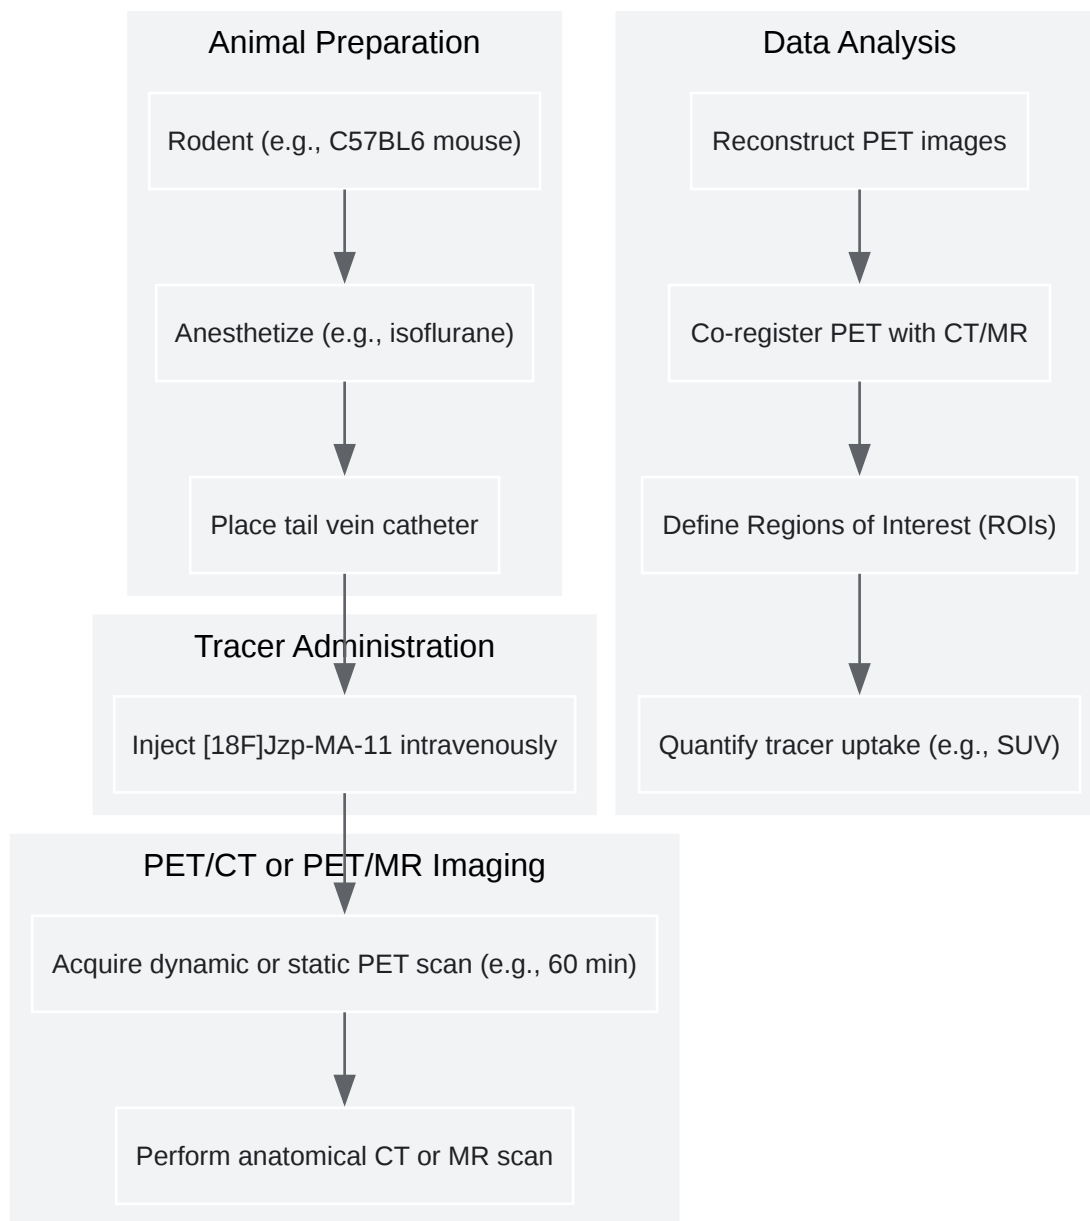 Animal Preparation
Rodent (e.g., C57BL6 mouse)
Anesthetize (e.g., isoflurane)
Place tail vein catheter
Tracer Administration
Inject [18F]Jzp-MA-11 intravenously
PET/CT or PET/MR Imaging
Acquire dynamic or static PET scan (e.g., 60 min)
Perform anatomical CT or MR scan
Data Analysis
Reconstruct PET images
Co-register PET with CT/MR
Define Regions of Interest (ROIs)
Quantify tracer uptake (e.g., SUV)